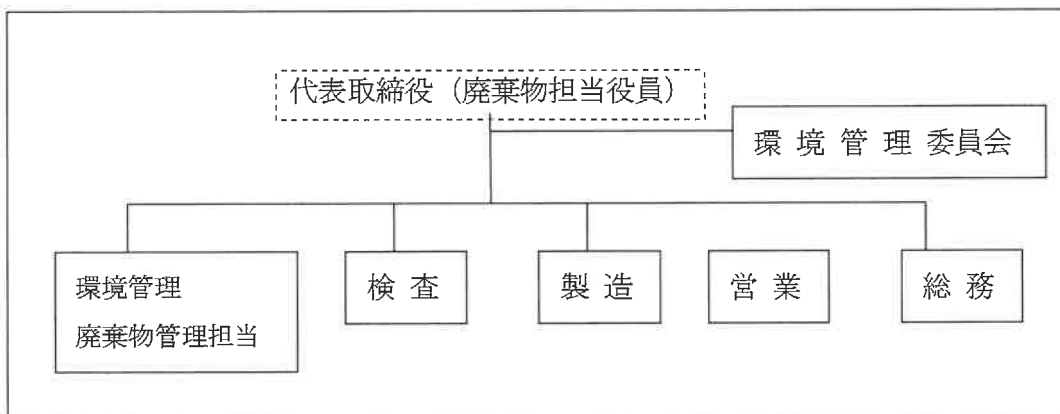 代表取締役（廃棄物担当役員）
環 境 管 理 委員会
環境管理
廃棄物管理担当
検 査
製 造
営 業
総 務